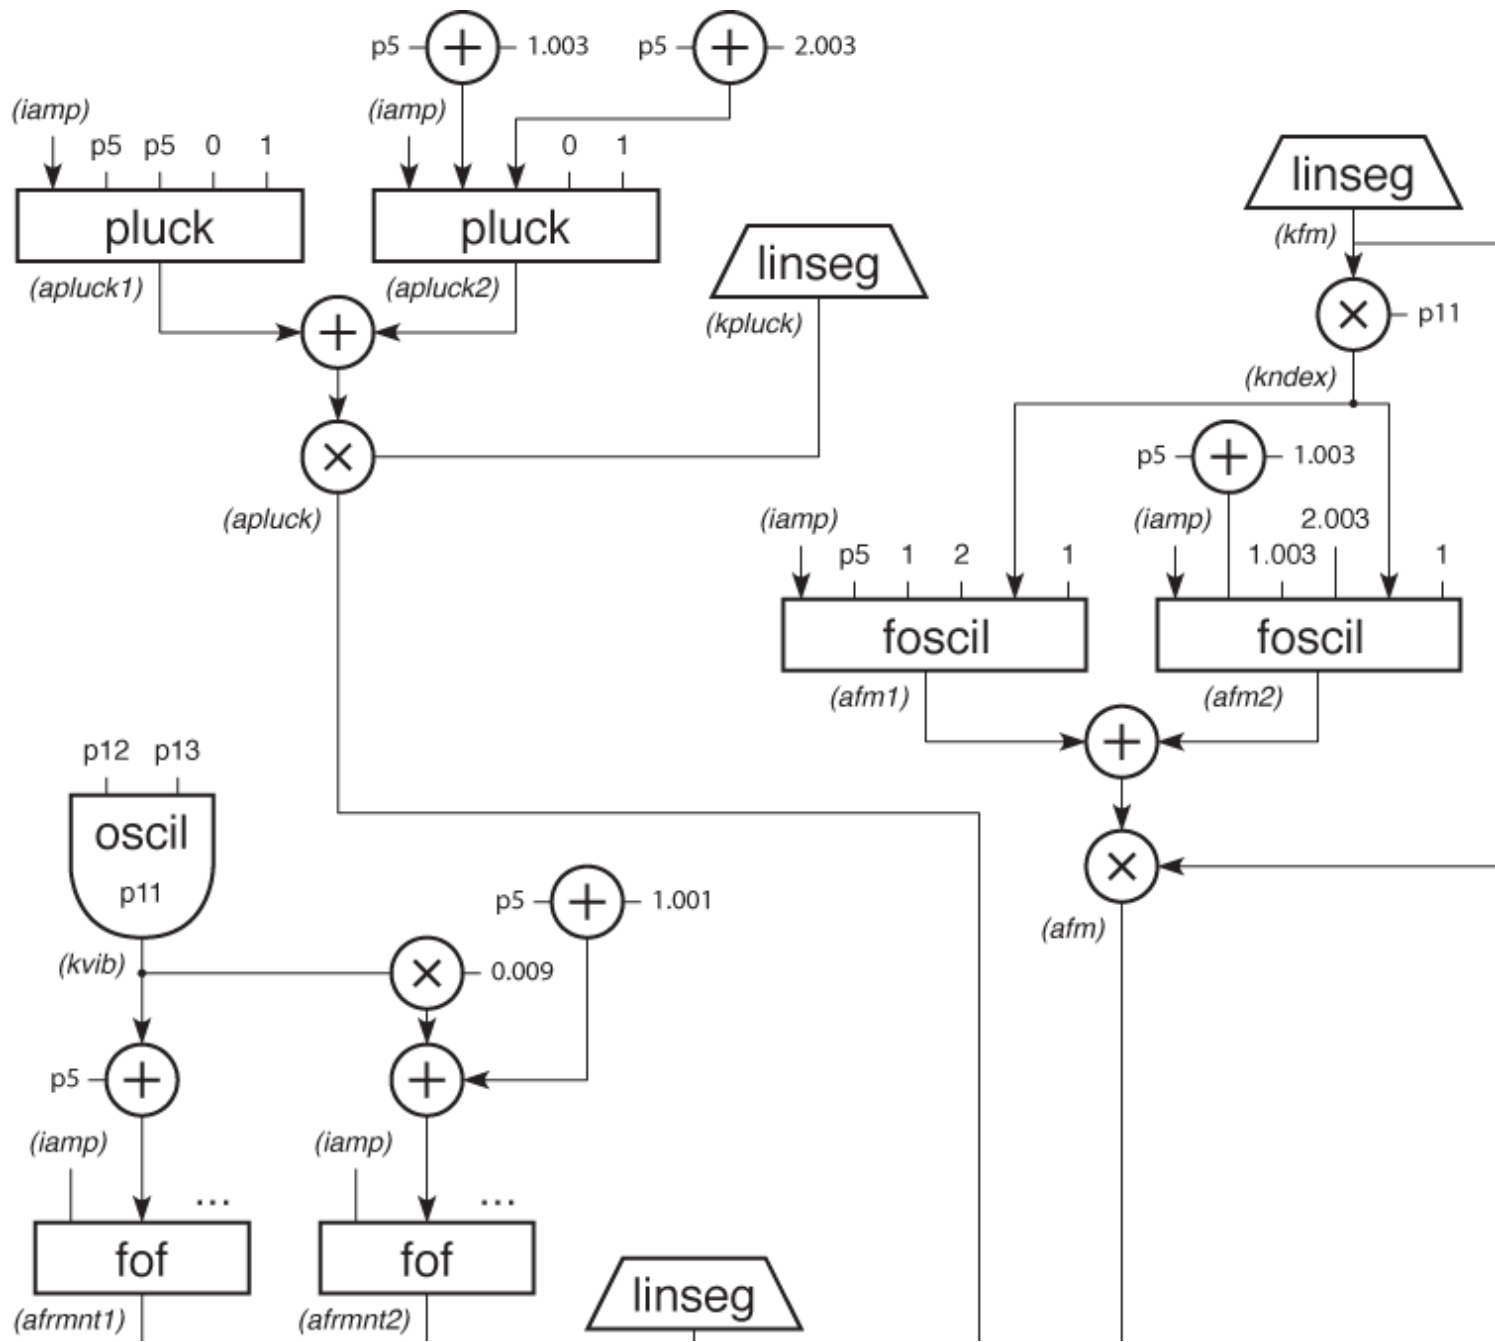 p5 1.003 p5 2.003
(iamp) (iamp)
p5 p5 0 1 0 1
pluck pluck linseg
(kfm)
linseg
(apluck1) (apluck2)
(kpluck) p11
(kndex)
p5 1.003
(apluck) (iamp) (iamp) 2.003
p5 1 2 1 1.003 1
foscil foscil
(afm1) (afm2)
p12 p13
oscil
p11
p5 1.001
(afm)
(kvib) 0.009
p5
(iamp) (iamp)
... ...
fof fof
linseg
(afrmnt1) (afrmnt2)